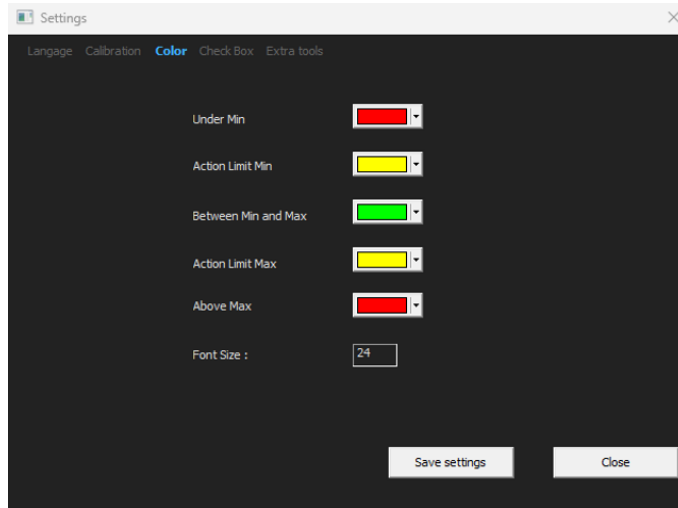 Settings
Langage Calibration Color Check Box Extra tools
Under Min
Action Limit Min
Between Min and Max
Action Limit Max
Above Max
Font Size : 24
Save settings Close